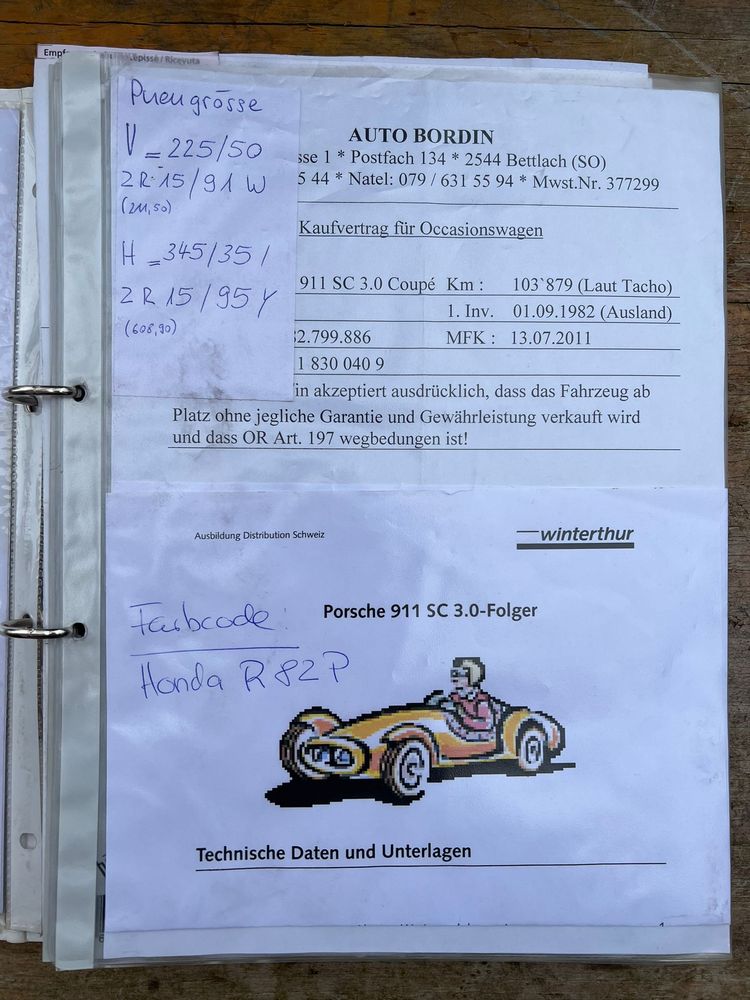 Empf
episse / Ricevuta
Pneugrösse
V = 225/50
ZR 15/91 W
(211,50)
H = 345/35/
ZR 15/95 Y
(608,90)
AUTO BORDIN
sse 1 * Postfach 134 * 2544 Bettlach (SO)
5 44 * Natel: 079 / 631 55 94 * Mwst.Nr. 377299
Kaufvertrag für Occasionswagen
911 SC 3.0 Coupé Km : 103`879 (Laut Tacho)
1. Inv. 01.09.1982 (Ausland)
32.799.886 MFK : 13.07.2011
1 830 040 9
in akzeptiert ausdrücklich, dass das Fahrzeug ab
Platz ohne jegliche Garantie und Gewährleistung verkauft wird
und dass OR Art. 197 wegbedungen ist!
Ausbildung Distribution Schweiz
winterthur
Porsche 911 SC 3.0-Folger
Farbcode:
Honda R 82 P
Technische Daten und Unterlagen